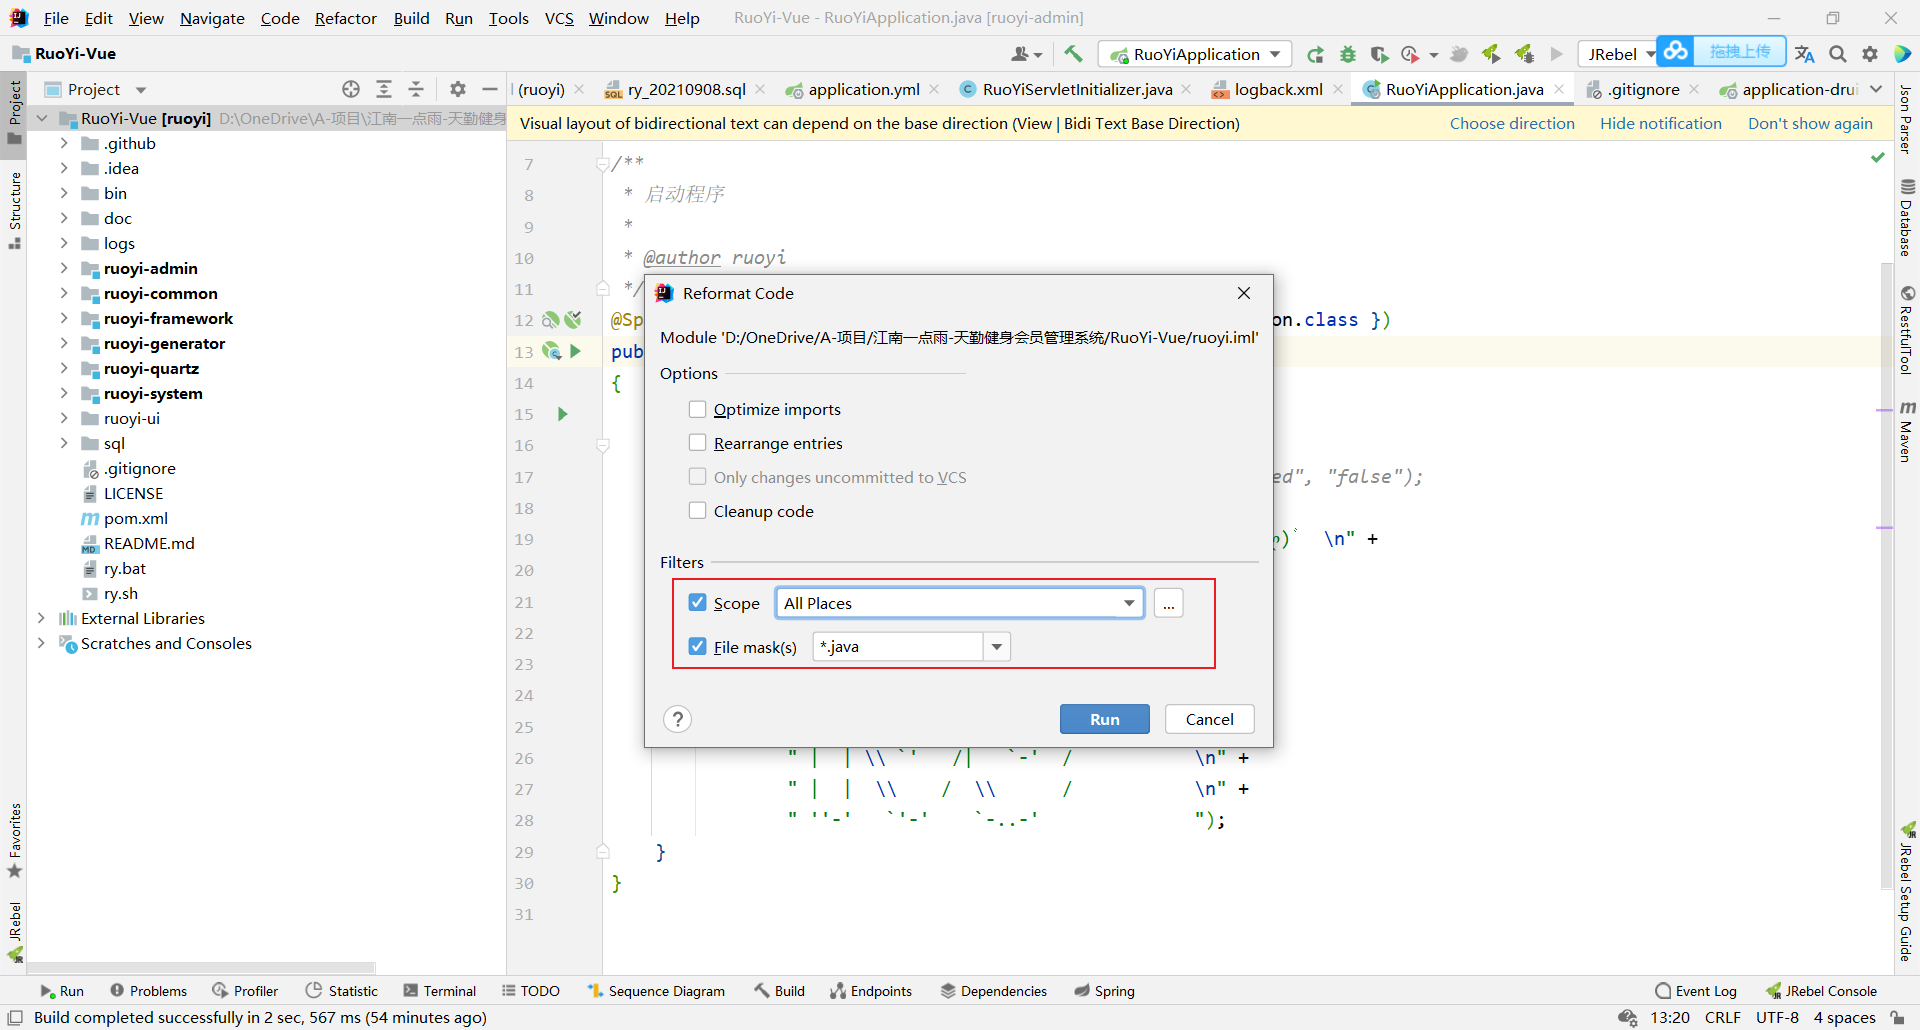 File Edit View Navigate Code Refactor Build Run Tools VCS Window Help RuoYi-Vue - RuoYiApplication.java [ruoyi-admin]
RuoYi-Vue RuoYiApplication JRebel 拖拽上传
Project (ruoyi) ry_20210908.sql application.yml RuoYiServletInitializer.java logback.xml RuoYiApplication.java .gitignore application-drui
RuoYi-Vue [ruoyi] D:\OneDrive\A-项目\江南一点雨-天勤健身
Visual layout of bidirectional text can depend on the base direction (View | Bidi Text Base Direction) Choose direction Hide notification Don't show again
.github
.idea
bin
doc
logs
ruoyi-admin
ruoyi-common
ruoyi-framework
ruoyi-generator
ruoyi-quartz
ruoyi-system
ruoyi-ui
sql
.gitignore
LICENSE
pom.xml
README.md
ry.bat
ry.sh
External Libraries
Scratches and Consoles
Project
Structure
Favorites
JRebel
7 /**
8 * 启动程序
9 *
10 * @author ruoyi
11 */
12 @Sp on.class })
13 pub
14 {
15
16
17 ed", "false");
18
19 \n" +
20
21
22
23
24
25
26 " | | \\ `' /| `-' / \n" +
27 " | | \\ / \\ / \n" +
28 " ''-' `'-' `-..-' ");
29 }
30 }
31
Reformat Code
Module 'D:/OneDrive/A-项目/江南一点雨-天勤健身会员管理系统/RuoYi-Vue/ruoyi.iml'
Options
Optimize imports
Rearrange entries
Only changes uncommitted to VCS
Cleanup code
Filters
Scope All Places ...
File mask(s) *.java
? Run Cancel
Json Parser
Database
RestfulTool
Maven
JRebel Setup Guide
Run Problems Profiler Statistic Terminal TODO Sequence Diagram Build Endpoints Dependencies Spring Event Log JRebel Console
Build completed successfully in 2 sec, 567 ms (54 minutes ago) 13:20 CRLF UTF-8 4 spaces